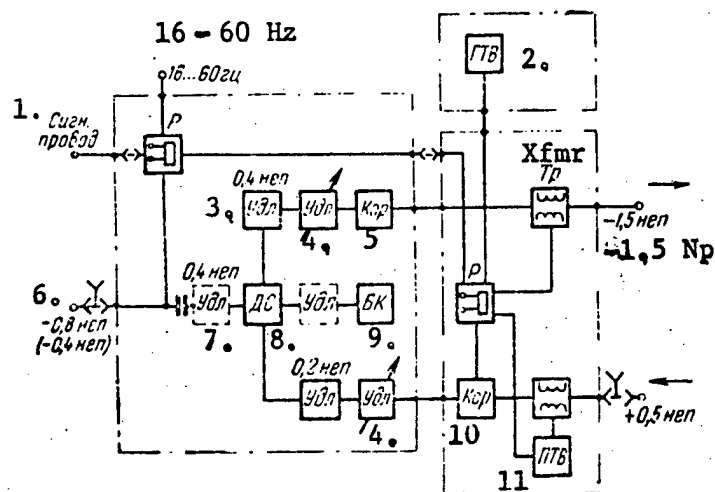 16 - 60 Hz
16...60гц
1.
Сигн.
провод
Р
ГТВ
2.
Xfmr
Тр
0,4 неп
3.
Удл
Удл
4.
Кор
5
-1,5 неп
-1,5 Np
6.
-0,8 неп
(-0,4 неп)
0,4 неп
Удл
7.
ДС
8.
Удл
БК
9.
Р
0,2 неп
Удл
Удл
4.
Кор
10
+0,5 неп
ПТВ
11